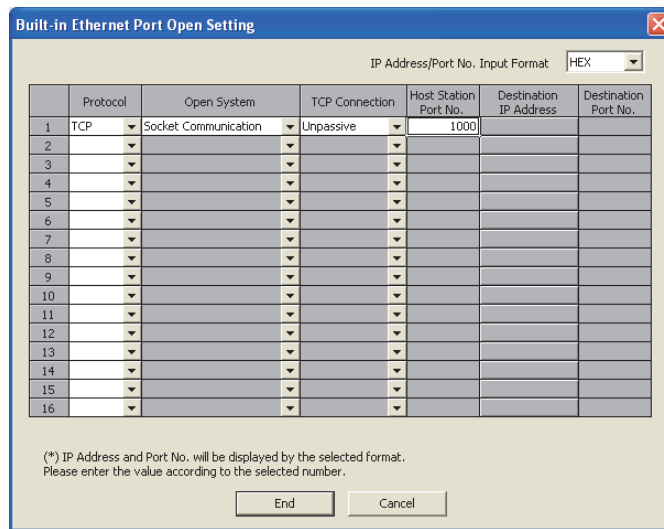 Built-in Ethernet Port Open Setting
IP Address/Port No. Input Format HEX
Protocol Open System TCP Connection Host Station Port No. Destination IP Address Destination Port No.
1 TCP Socket Communication Unpassive 1000
2
3
4
5
6
7
8
9
10
11
12
13
14
15
16
(*) IP Address and Port No. will be displayed by the selected format.
Please enter the value according to the selected number.
End Cancel